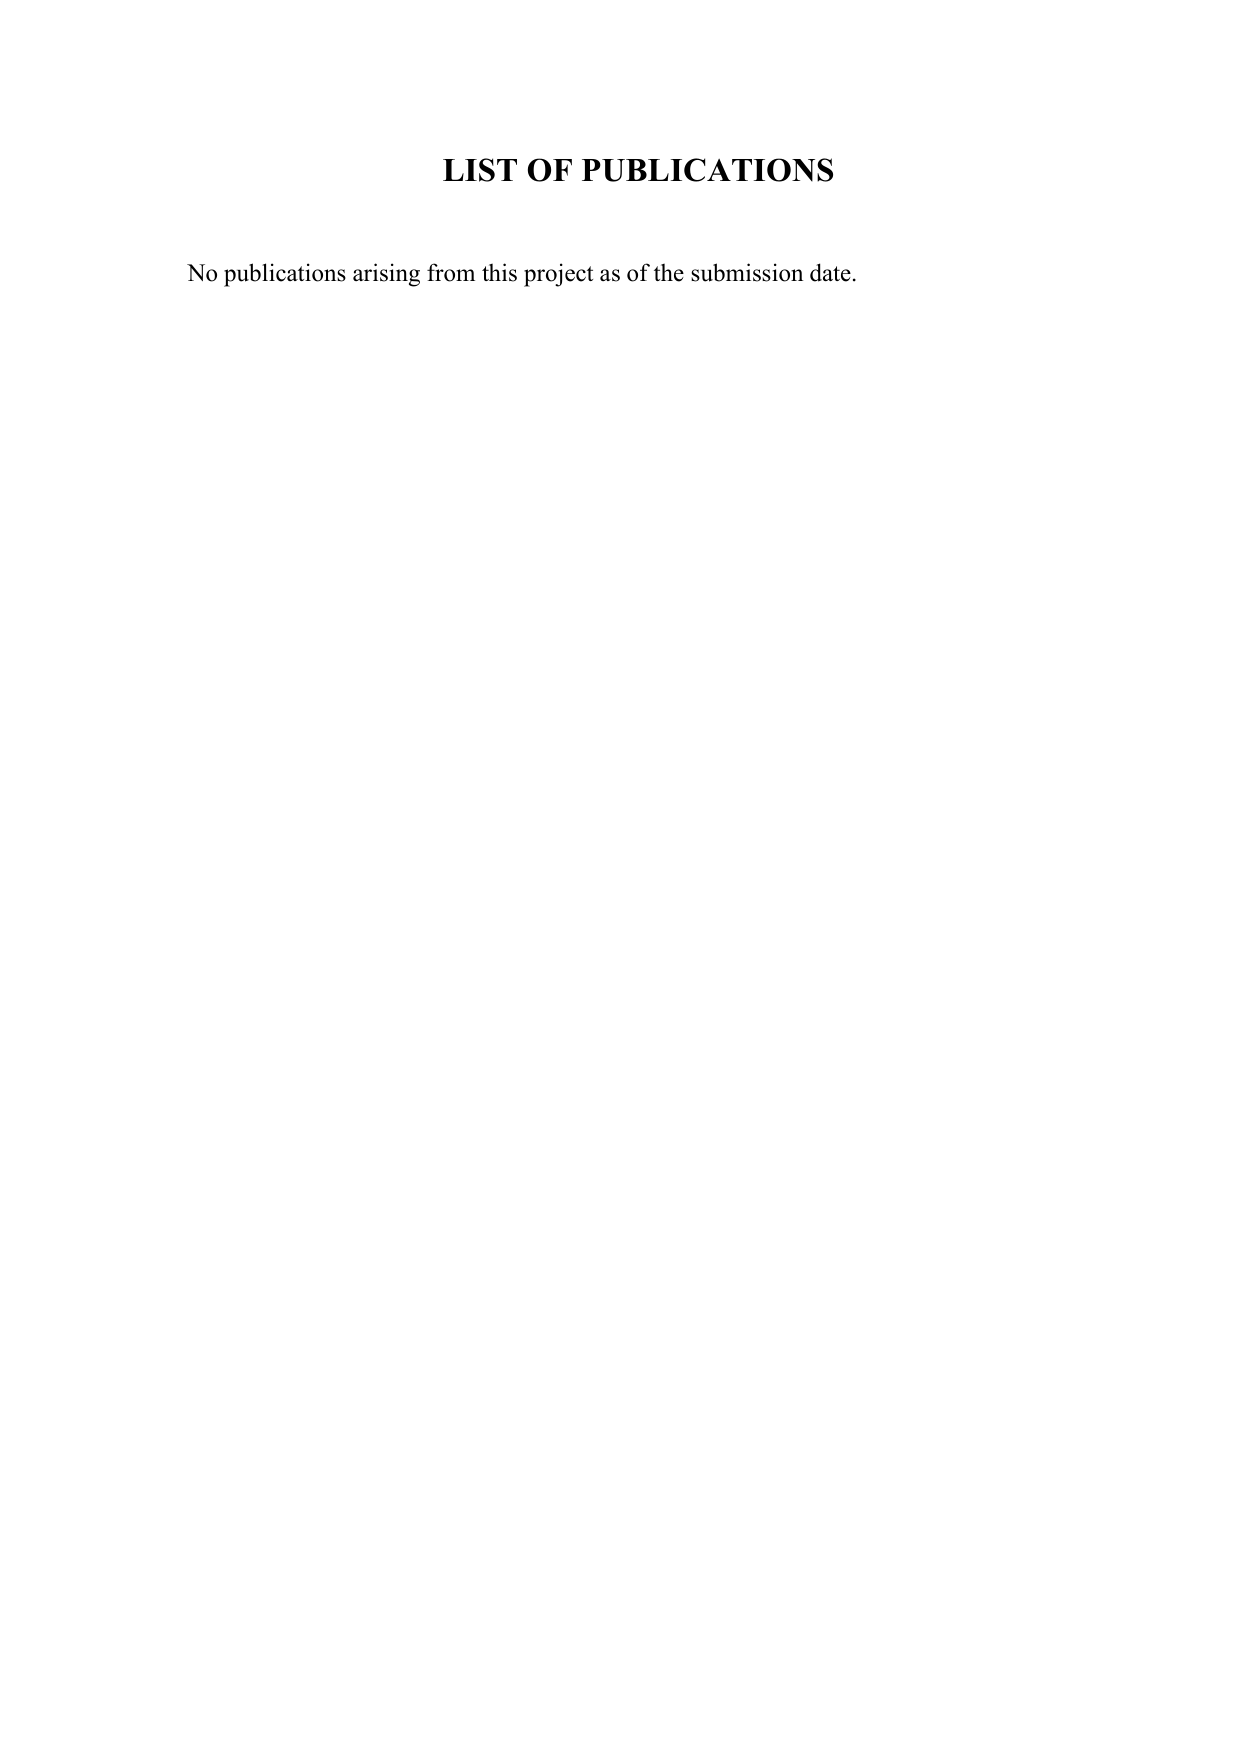 LIST OF PUBLICATIONS
No publications arising from this project as of the submission date.